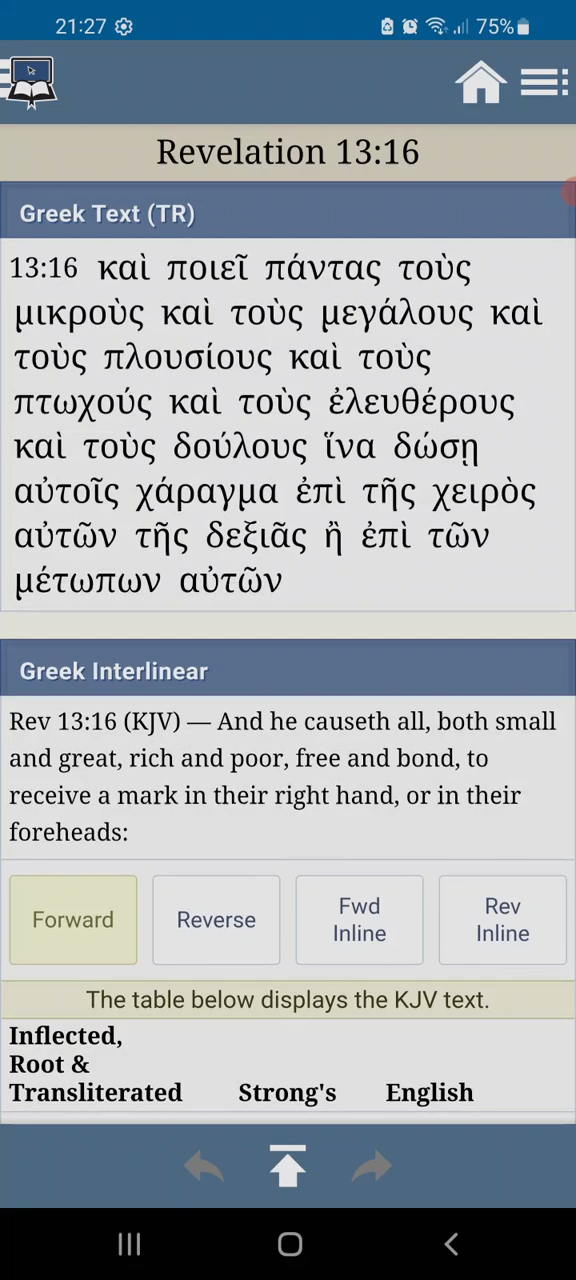 21:27 75%
Revelation 13:16
Greek Text (TR)
13:16 καὶ ποιεῖ πάντας τοὺς
μικροὺς καὶ τοὺς μεγάλους καὶ
τοὺς πλουσίους καὶ τοὺς
πτωχούς καὶ τοὺς ἐλευθέρους
καὶ τοὺς δούλους ἵνα δώσῃ
αὐτοῖς χάραγμα ἐπὶ τῆς χειρὸς
αὐτῶν τῆς δεξιᾶς ἢ ἐπὶ τῶν
μέτωπων αὐτῶν
Greek Interlinear
Rev 13:16 (KJV) — And he causeth all, both small
and great, rich and poor, free and bond, to
receive a mark in their right hand, or in their
foreheads:
Forward Reverse Fwd Inline Rev Inline
The table below displays the KJV text.
Inflected,
Root &
Transliterated Strong's English